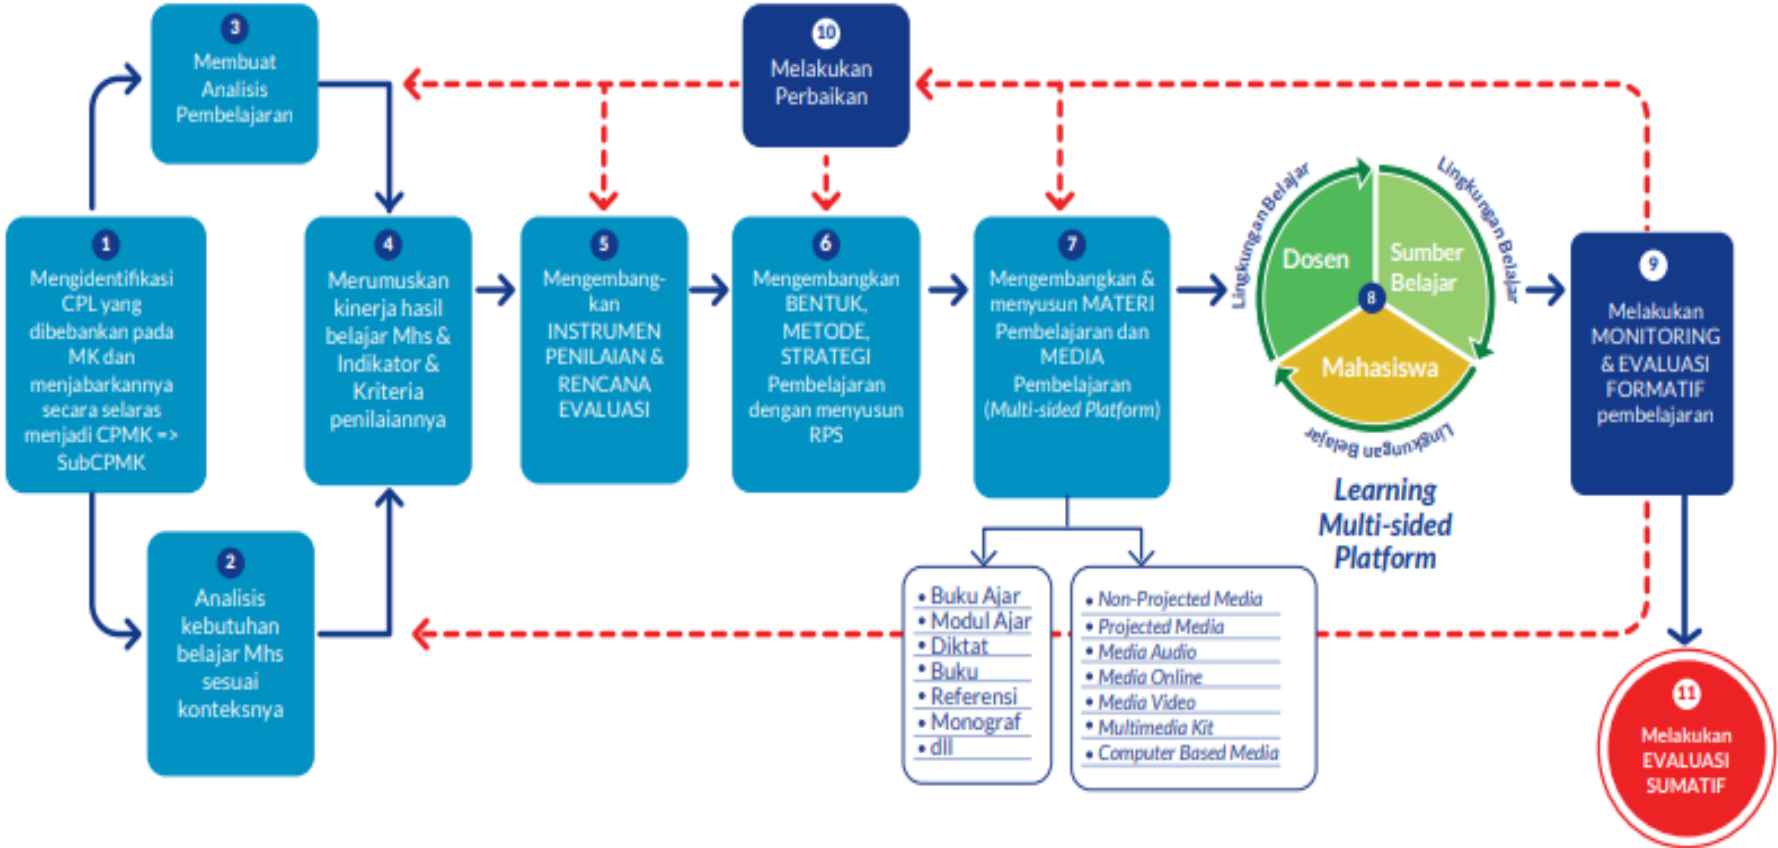 3
Membuat
Analisis
Pembelajaran
10
Melakukan
Perbaikan
1
Mengidentifikasi
CPL yang
dibebankan pada
MK dan
menjabarkannya
secara selaras
menjadi CPMK =>
SubCPMK
4
Merumuskan
kinerja hasil
belajar Mhs &
Indikator &
Kriteria
penilaiannya
5
Mengembang-
kan
INSTRUMEN
PENILAIAN &
RENCANA
EVALUASI
6
Mengembangkan
BENTUK,
METODE,
STRATEGI
Pembelajaran
dengan menyusun
RPS
7
Mengembangkan &
menyusun MATERI
Pembelajaran dan
MEDIA
Pembelajaran
(Multi-sided Platform)
Lingkungan Belajar
Lingkungan Belajar
Dosen
Sumber
Belajar
8
Mahasiswa
Lingkungan Belajar
Learning
Multi-sided
Platform
9
Melakukan
MONITORING
& EVALUASI
FORMATIF
pembelajaran
2
Analisis
kebutuhan
belajar Mhs
sesuai
konteksnya
• Buku Ajar
• Modul Ajar
• Diktat
• Buku
• Referensi
• Monograf
• dll
• Non-Projected Media
• Projected Media
• Media Audio
• Media Online
• Media Video
• Multimedia Kit
• Computer Based Media
11
Melakukan
EVALUASI
SUMATIF